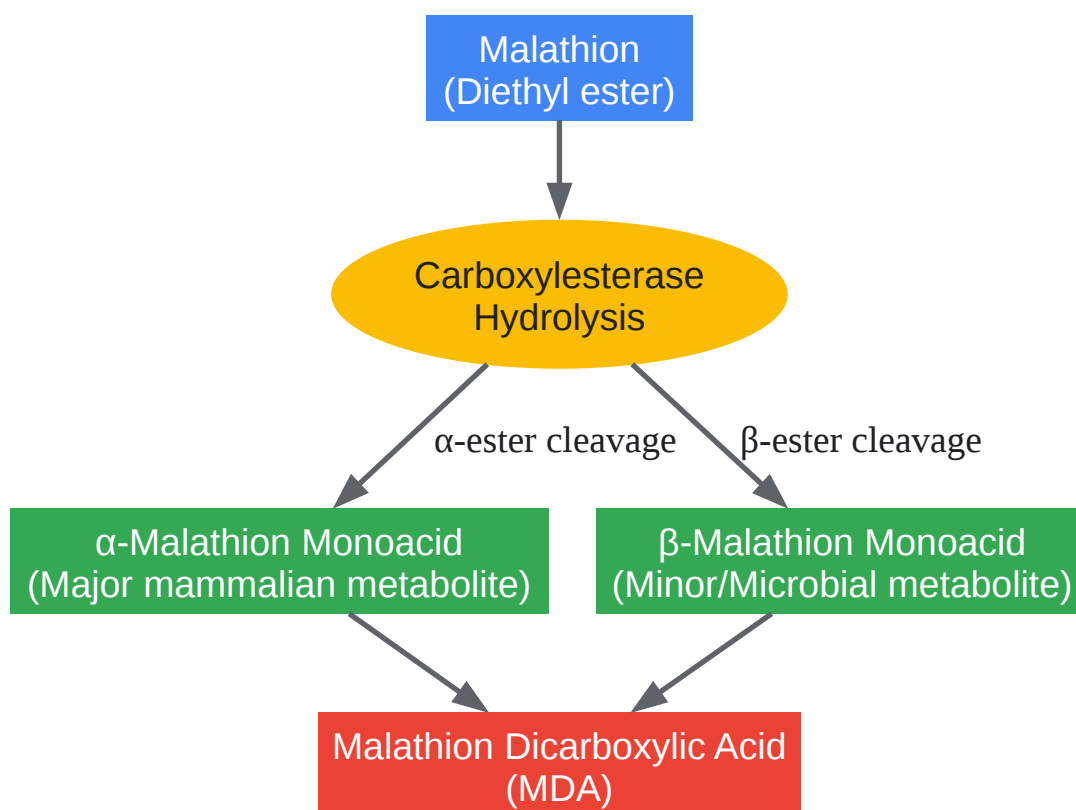 Malathion
(Diethyl ester)
Carboxylesterase
Hydrolysis
α-ester cleavage
β-ester cleavage
α-Malathion Monoacid
(Major mammalian metabolite)
β-Malathion Monoacid
(Minor/Microbial metabolite)
Malathion Dicarboxylic Acid
(MDA)